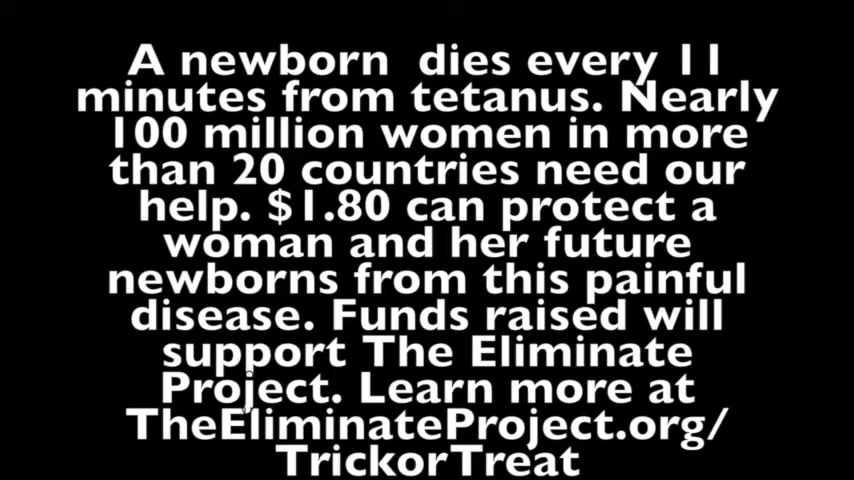 A newborn  dies every 11
minutes from tetanus. Nearly
100 million women in more
than 20 countries need our
help. $1.80 can protect a
woman and her future
newborns from this painful
disease. Funds raised will
support The Eliminate
Project. Learn more at
TheEliminateProject.org/
TrickorTreat